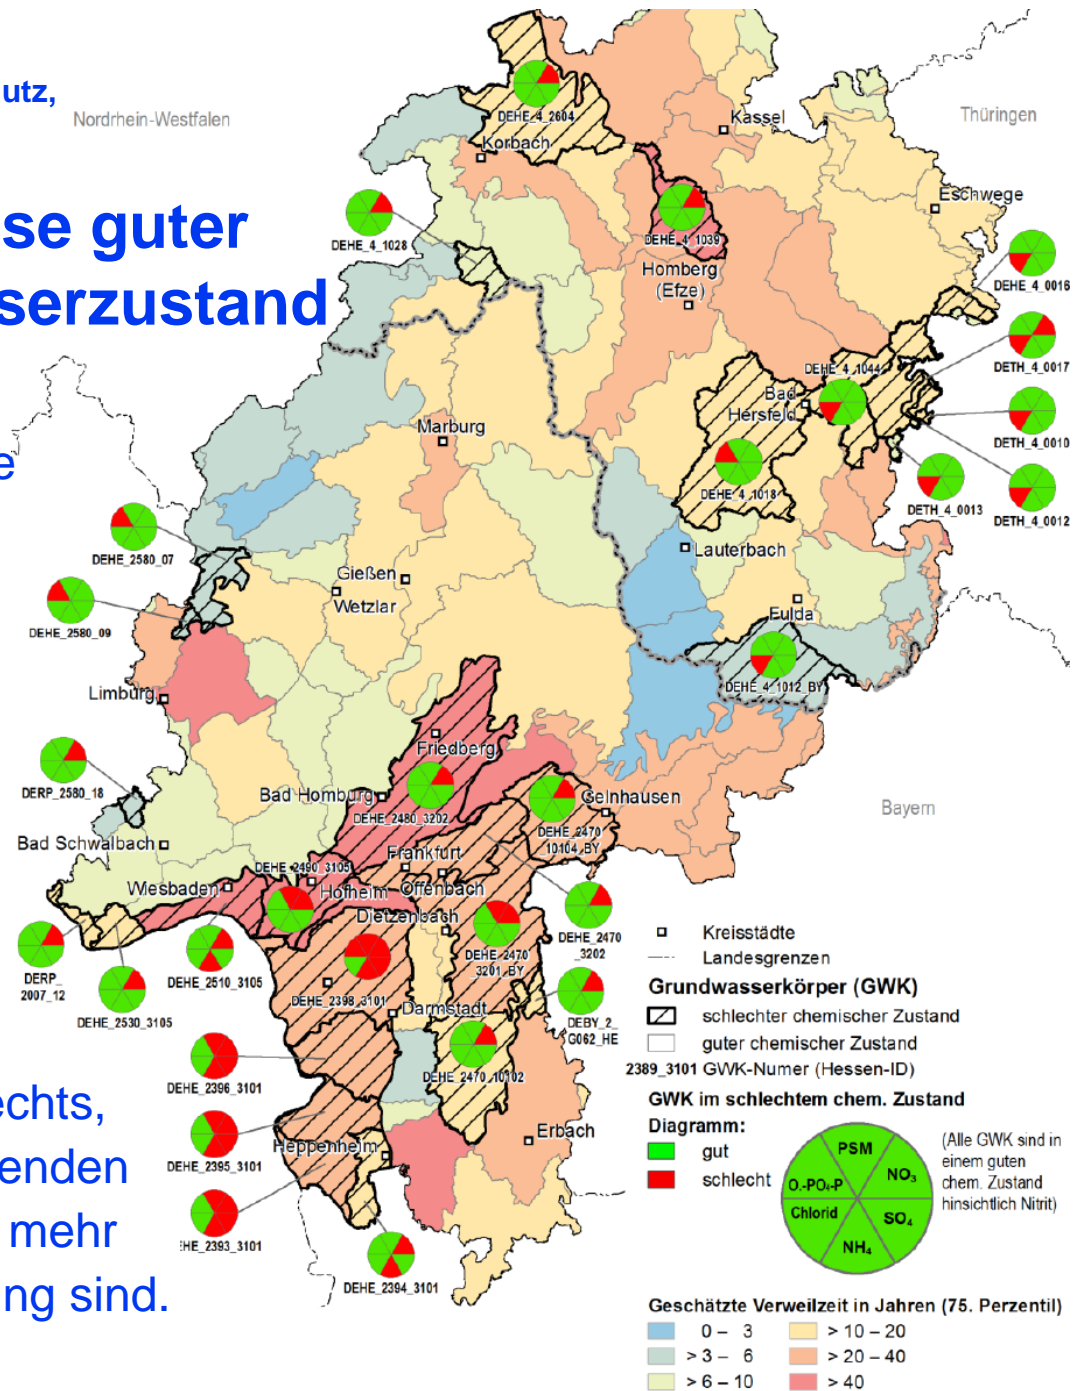 utz,
Nordrhein-Westfalen
Thüringen
se guter
serzustand
e
echts,
enden
mehr
ng sind.
Kassel
DEHE_4_2604
Korbach
Eschwege
DEHE_4_1028
DEHE_4_1039
Homberg
(Efze)
DEHE_4_0016
DETH_4_0017
DEHE_4_1044
Bad
Hersfeld
DETH_4_0010
Marburg
DEHE_4_1018
DETH_4_0013
DETH_4_0012
DEHE_2580_07
Lauterbach
Gießen
Wetzlar
Fulda
DEHE_2580_09
Limburg
DEHE_4_1012_BY
Friedberg
DERP_2580_18
Bad Homburg
DEHE_2480_3202
Gelnhausen
Bayern
DEHE_2470
10104_BY
Bad Schwalbach
Frankfurt
DEHE_2490_3105
Wiesbaden
Hofheim
Offenbach
Dietzenbach
DEHE_2470
_3202
DERP_
2007_12
DEHE_2510_3105
DEHE_2470
3201_BY
DEHE_2530_3105
DEHE_2398_3101
Darmstadt
DEBY_2_
G062_HE
DEHE_2396_3101
DEHE_2470_10102
DEHE_2395_3101
Heppenheim
Erbach
:HE_2393_3101
DEHE_2394_3101
Kreisstädte
Landesgrenzen
Grundwasserkörper (GWK)
schlechter chemischer Zustand
guter chemischer Zustand
2389_3101 GWK-Numer (Hessen-ID)
GWK im schlechtem chem. Zustand
Diagramm:
gut
schlecht
PSM
NO₃
SO₄
NH₄
Chlorid
O.-PO₄-P
(Alle GWK sind in
einem guten
chem. Zustand
hinsichtlich Nitrit)
Geschätzte Verweilzeit in Jahren (75. Perzentil)
0 – 3
> 3 – 6
> 6 – 10
> 10 – 20
> 20 – 40
> 40